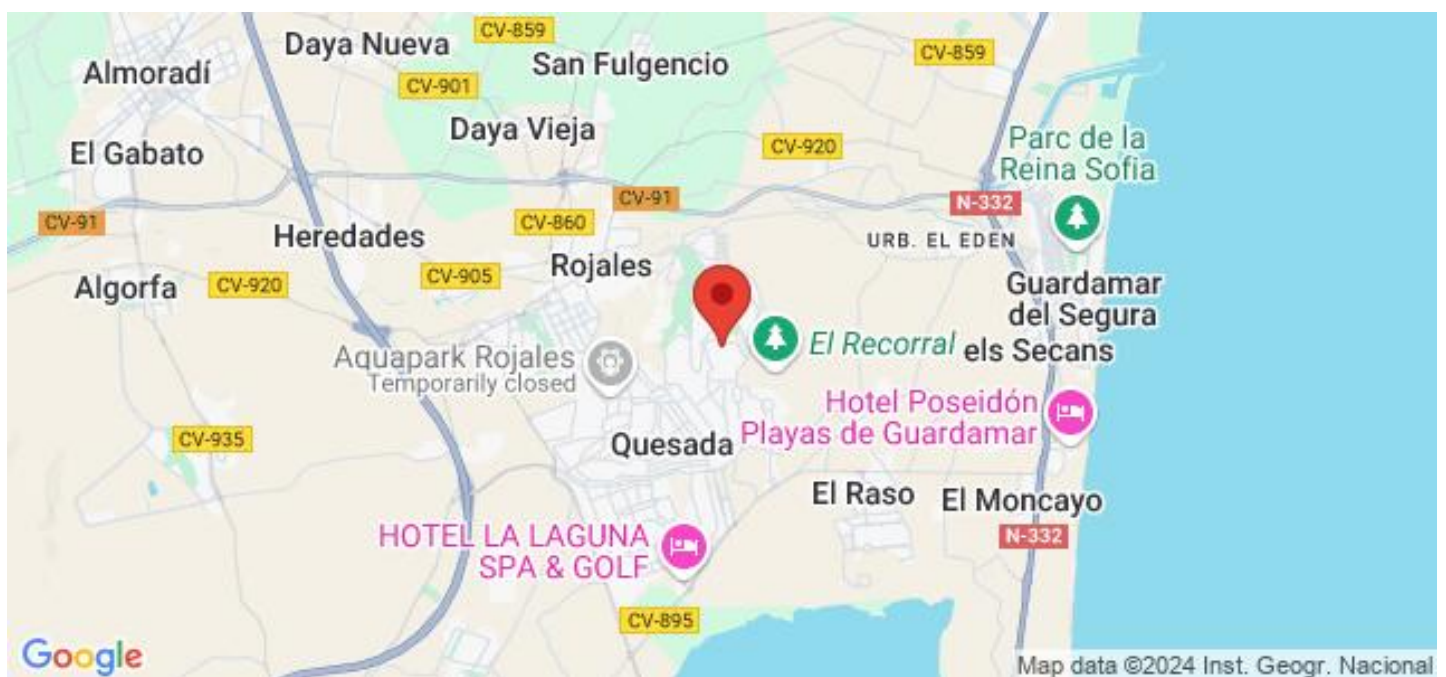 CV-859
Daya Nueva
Almoradí
San Fulgencio
CV-859
CV-901
Daya Vieja
El Gabato
CV-920
Parc de la
Reina Sofia
CV-91
N-332
CV-91
CV-860
Heredades
URB. EL EDEN
Rojales
CV-905
Algorfa
CV-920
Guardamar
del Segura
El Recorral
els Secans
Aquapark Rojales
Temporarily closed
Hotel Poseidón
Playas de Guardamar
CV-935
Quesada
El Raso
El Moncayo
HOTEL LA LAGUNA
SPA & GOLF
N-332
CV-895
Google
Map data ©2024 Inst. Geogr. Nacional